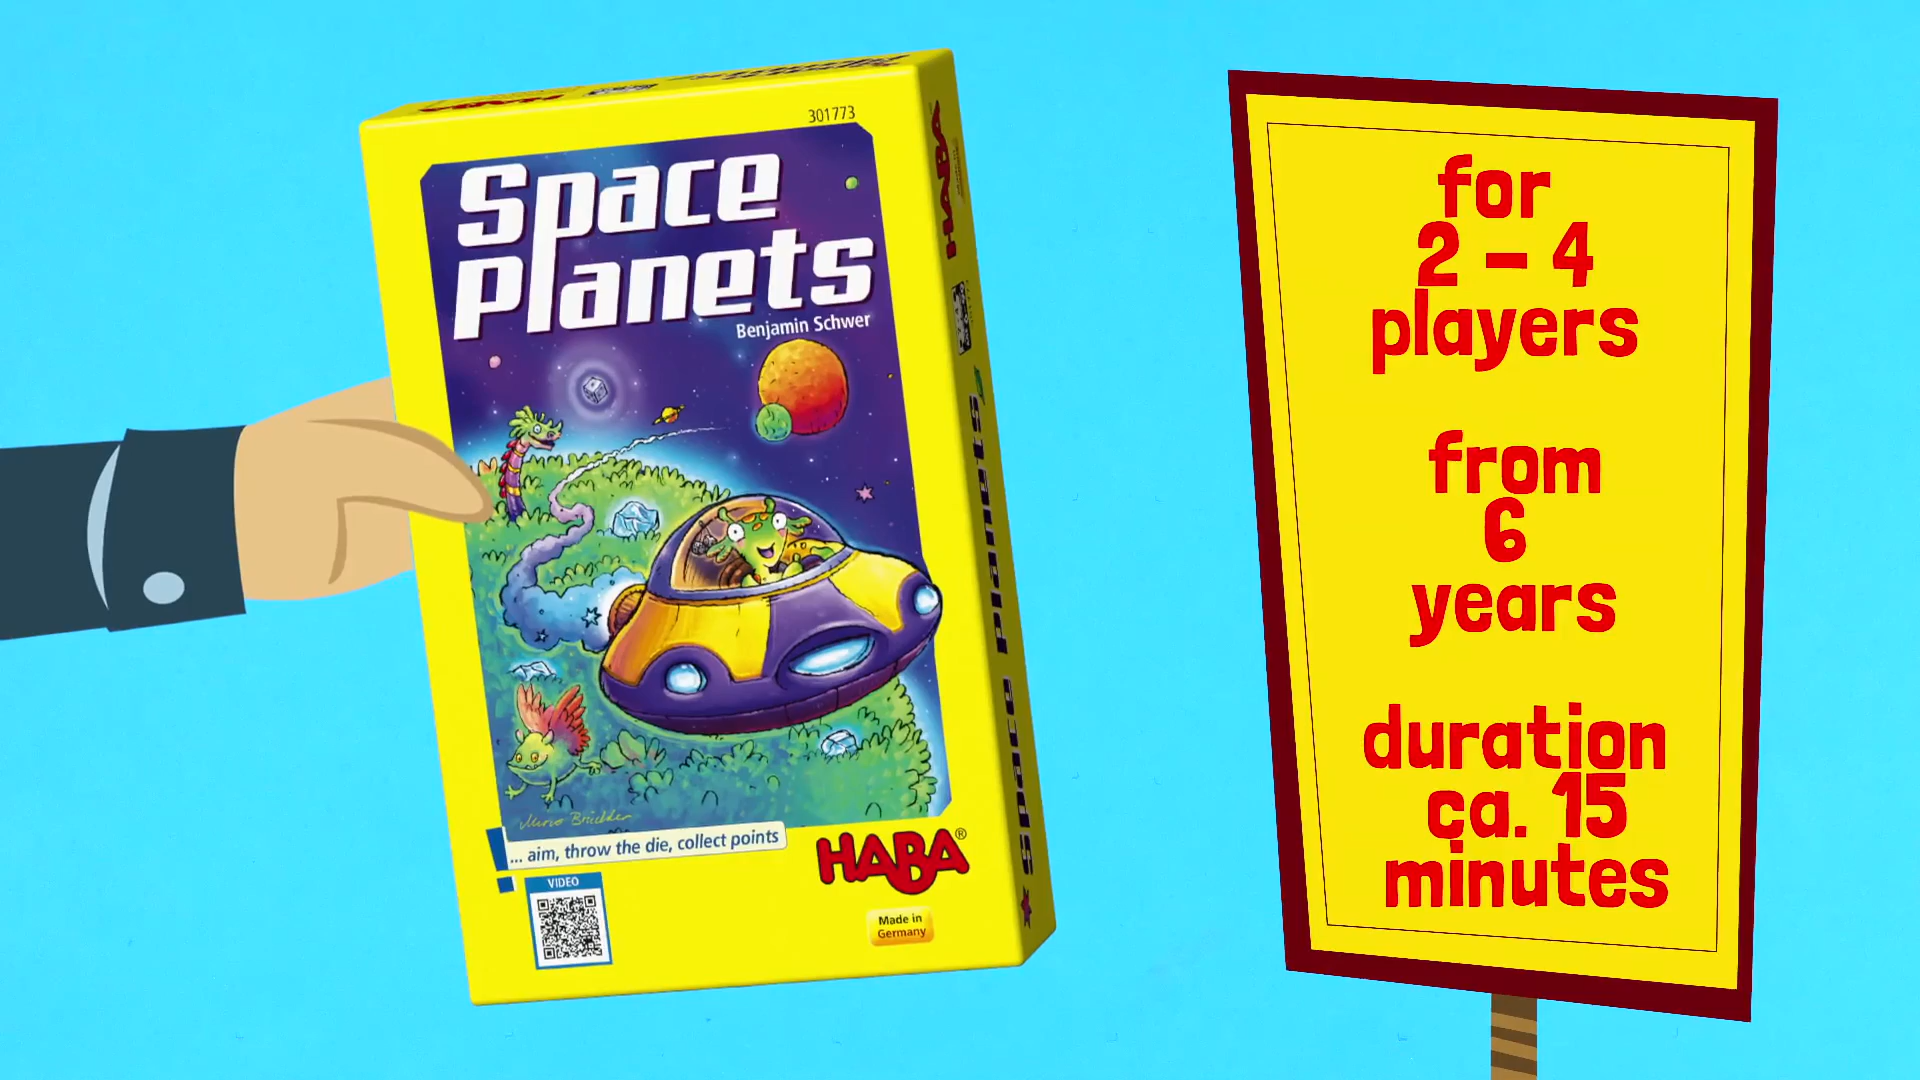 301773
Space
Planets
Benjamin Schwer
... aim, throw the die, collect points
HABA®
VIDEO
Made in
Germany
HABA
Space Planets
for
2 – 4
players
from
6
years
duration
ca. 15
minutes